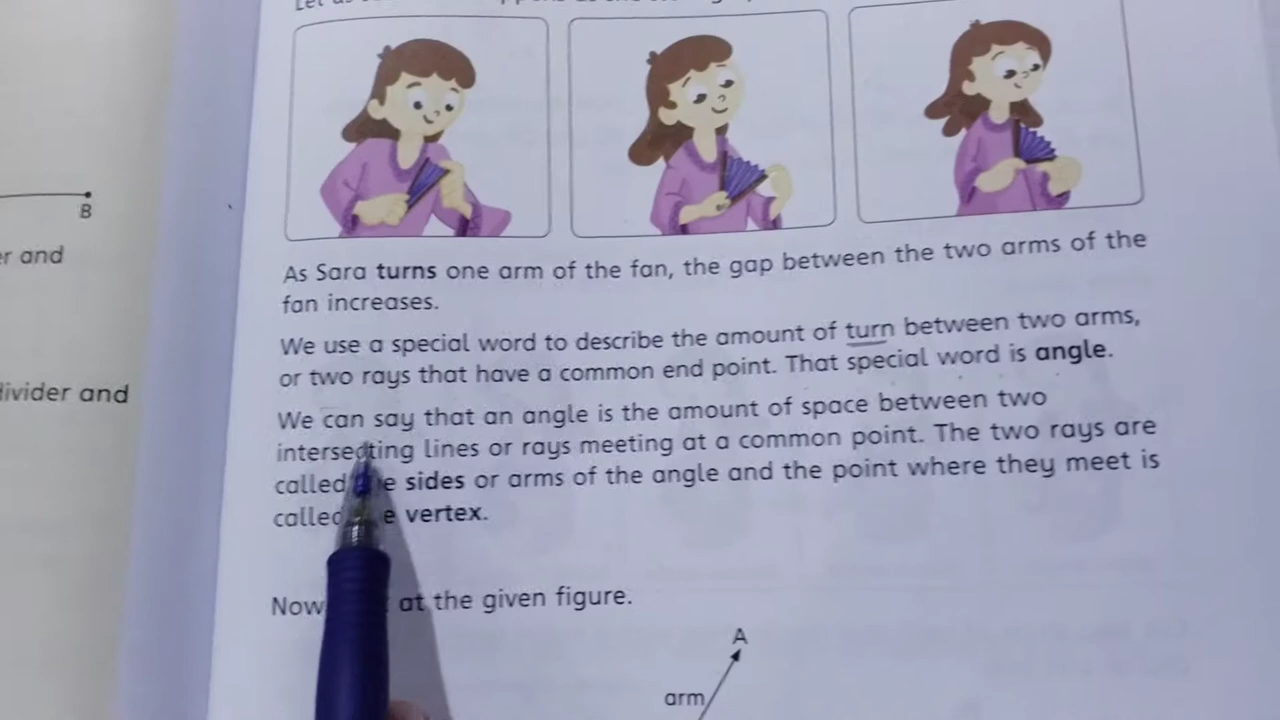 B
er and
divider and
As Sara turns one arm of the fan, the gap between the two arms of the
fan increases.
We use a special word to describe the amount of turn between two arms,
or two rays that have a common end point. That special word is angle.
We can say that an angle is the amount of space between two
intersecting lines or rays meeting at a common point. The two rays are
called the sides or arms of the angle and the point where they meet is
called the vertex.
Now at the given figure.
A
arm